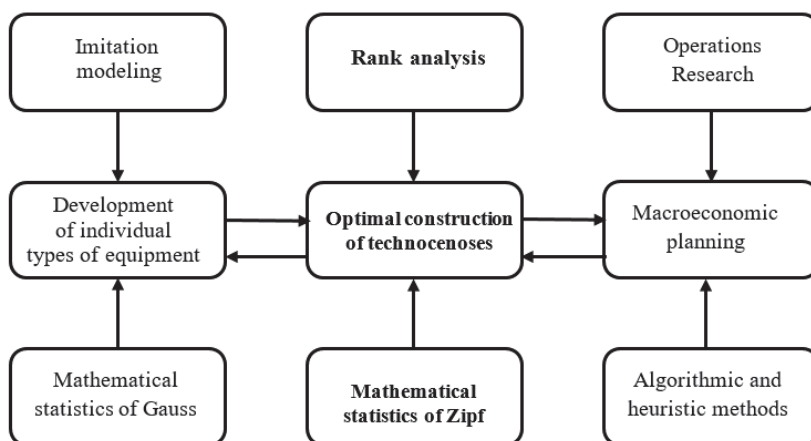 Imitation
modeling
Rank analysis
Operations
Research
Development
of individual
types of equipment
Optimal construction
of technocenoses
Macroeconomic
planning
Mathematical
statistics of Gauss
Mathematical
statistics of Zipf
Algorithmic and
heuristic methods